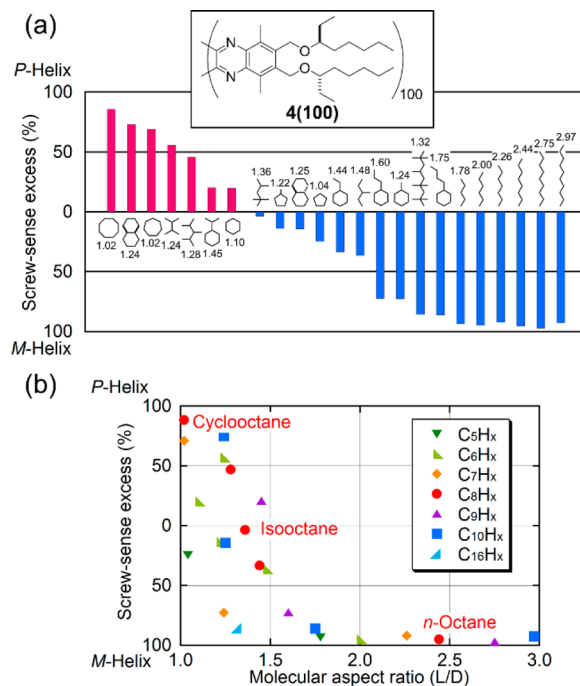 (a)
N
N
O
O
100
4(100)
P-Helix
Screw-sense excess (%)
100
50
0
50
100
M-Helix
1.02
1.24
1.02
1.24
1.28
1.45
1.10
1.36
1.22
1.25
1.04
1.44
1.48
1.60
1.24
1.32
1.75
1.78
2.00
2.26
2.44
2.75
2.97
(b)
P-Helix
Screw-sense excess (%)
100
50
0
50
100
M-Helix
Cyclooctane
Isooctane
n-Octane
C5Hx
C6Hx
C7Hx
C8Hx
C9Hx
C10Hx
C16Hx
1.0 1.5 2.0 2.5 3.0
Molecular aspect ratio (L/D)